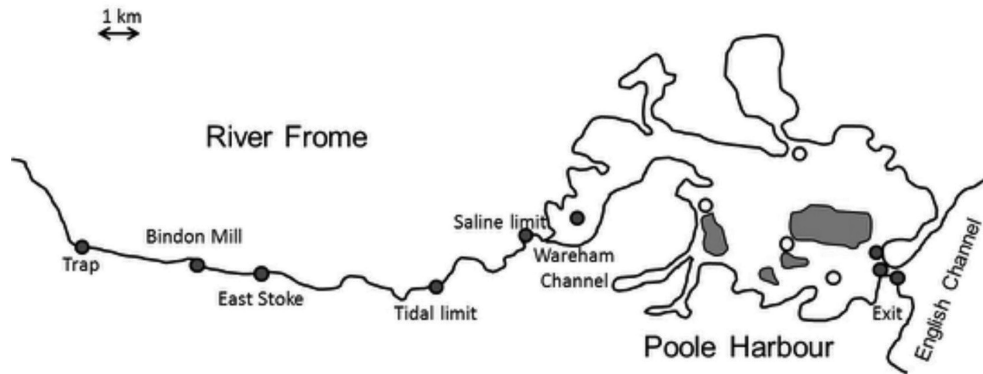 1 km
River Frome
Bindon Mill
Trap
East Stoke
Tidal limit
Saline limit
Wareham
Channel
Exit
English Channel
Poole Harbour